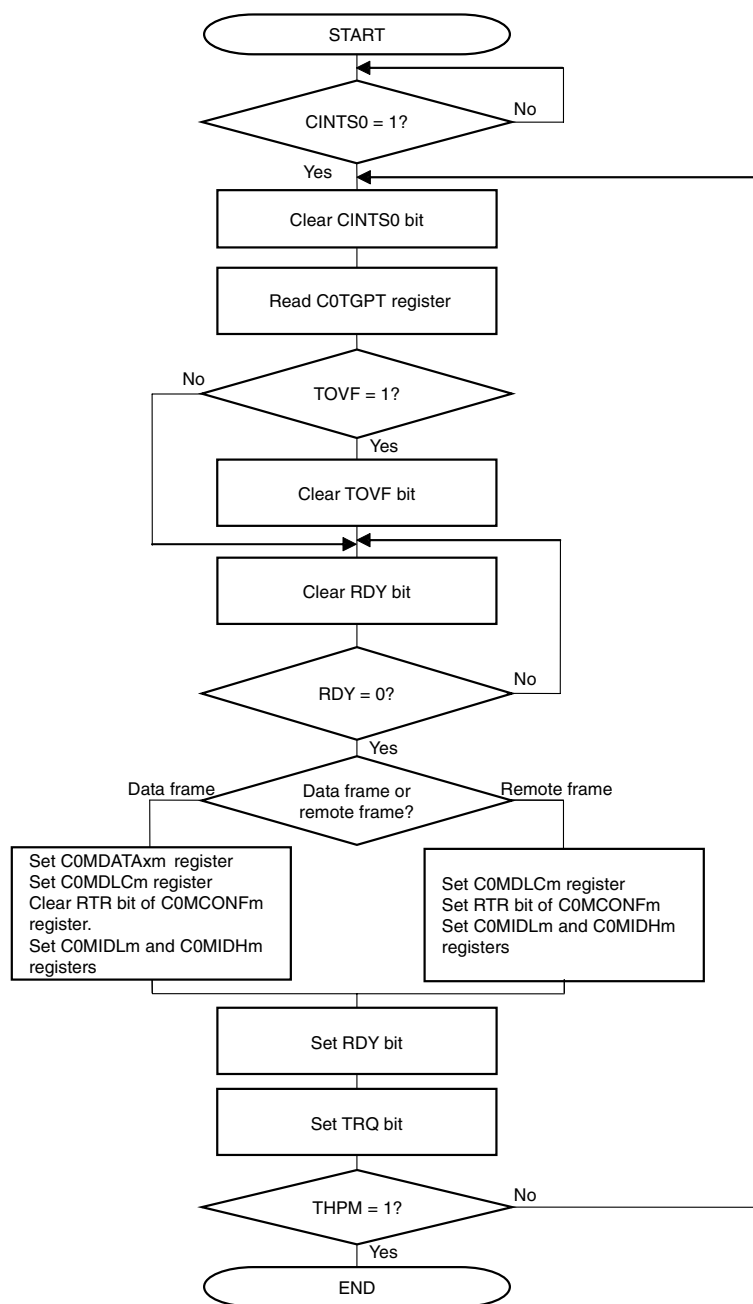 START
CINTS0 = 1?
No
Yes
Clear CINTS0 bit
Read C0TGPT register
No
TOVF = 1?
Yes
Clear TOVF bit
Clear RDY bit
RDY = 0?
No
Yes
Data frame
Data frame or
remote frame?
Remote frame
Set C0MDATAxm register
Set C0MDLCm register
Clear RTR bit of C0MCONFm
register.
Set C0MIDLm and C0MIDHm
registers
Set C0MDLCm register
Set RTR bit of C0MCONFm
Set C0MIDLm and C0MIDHm
registers
Set RDY bit
Set TRQ bit
THPM = 1?
No
Yes
END